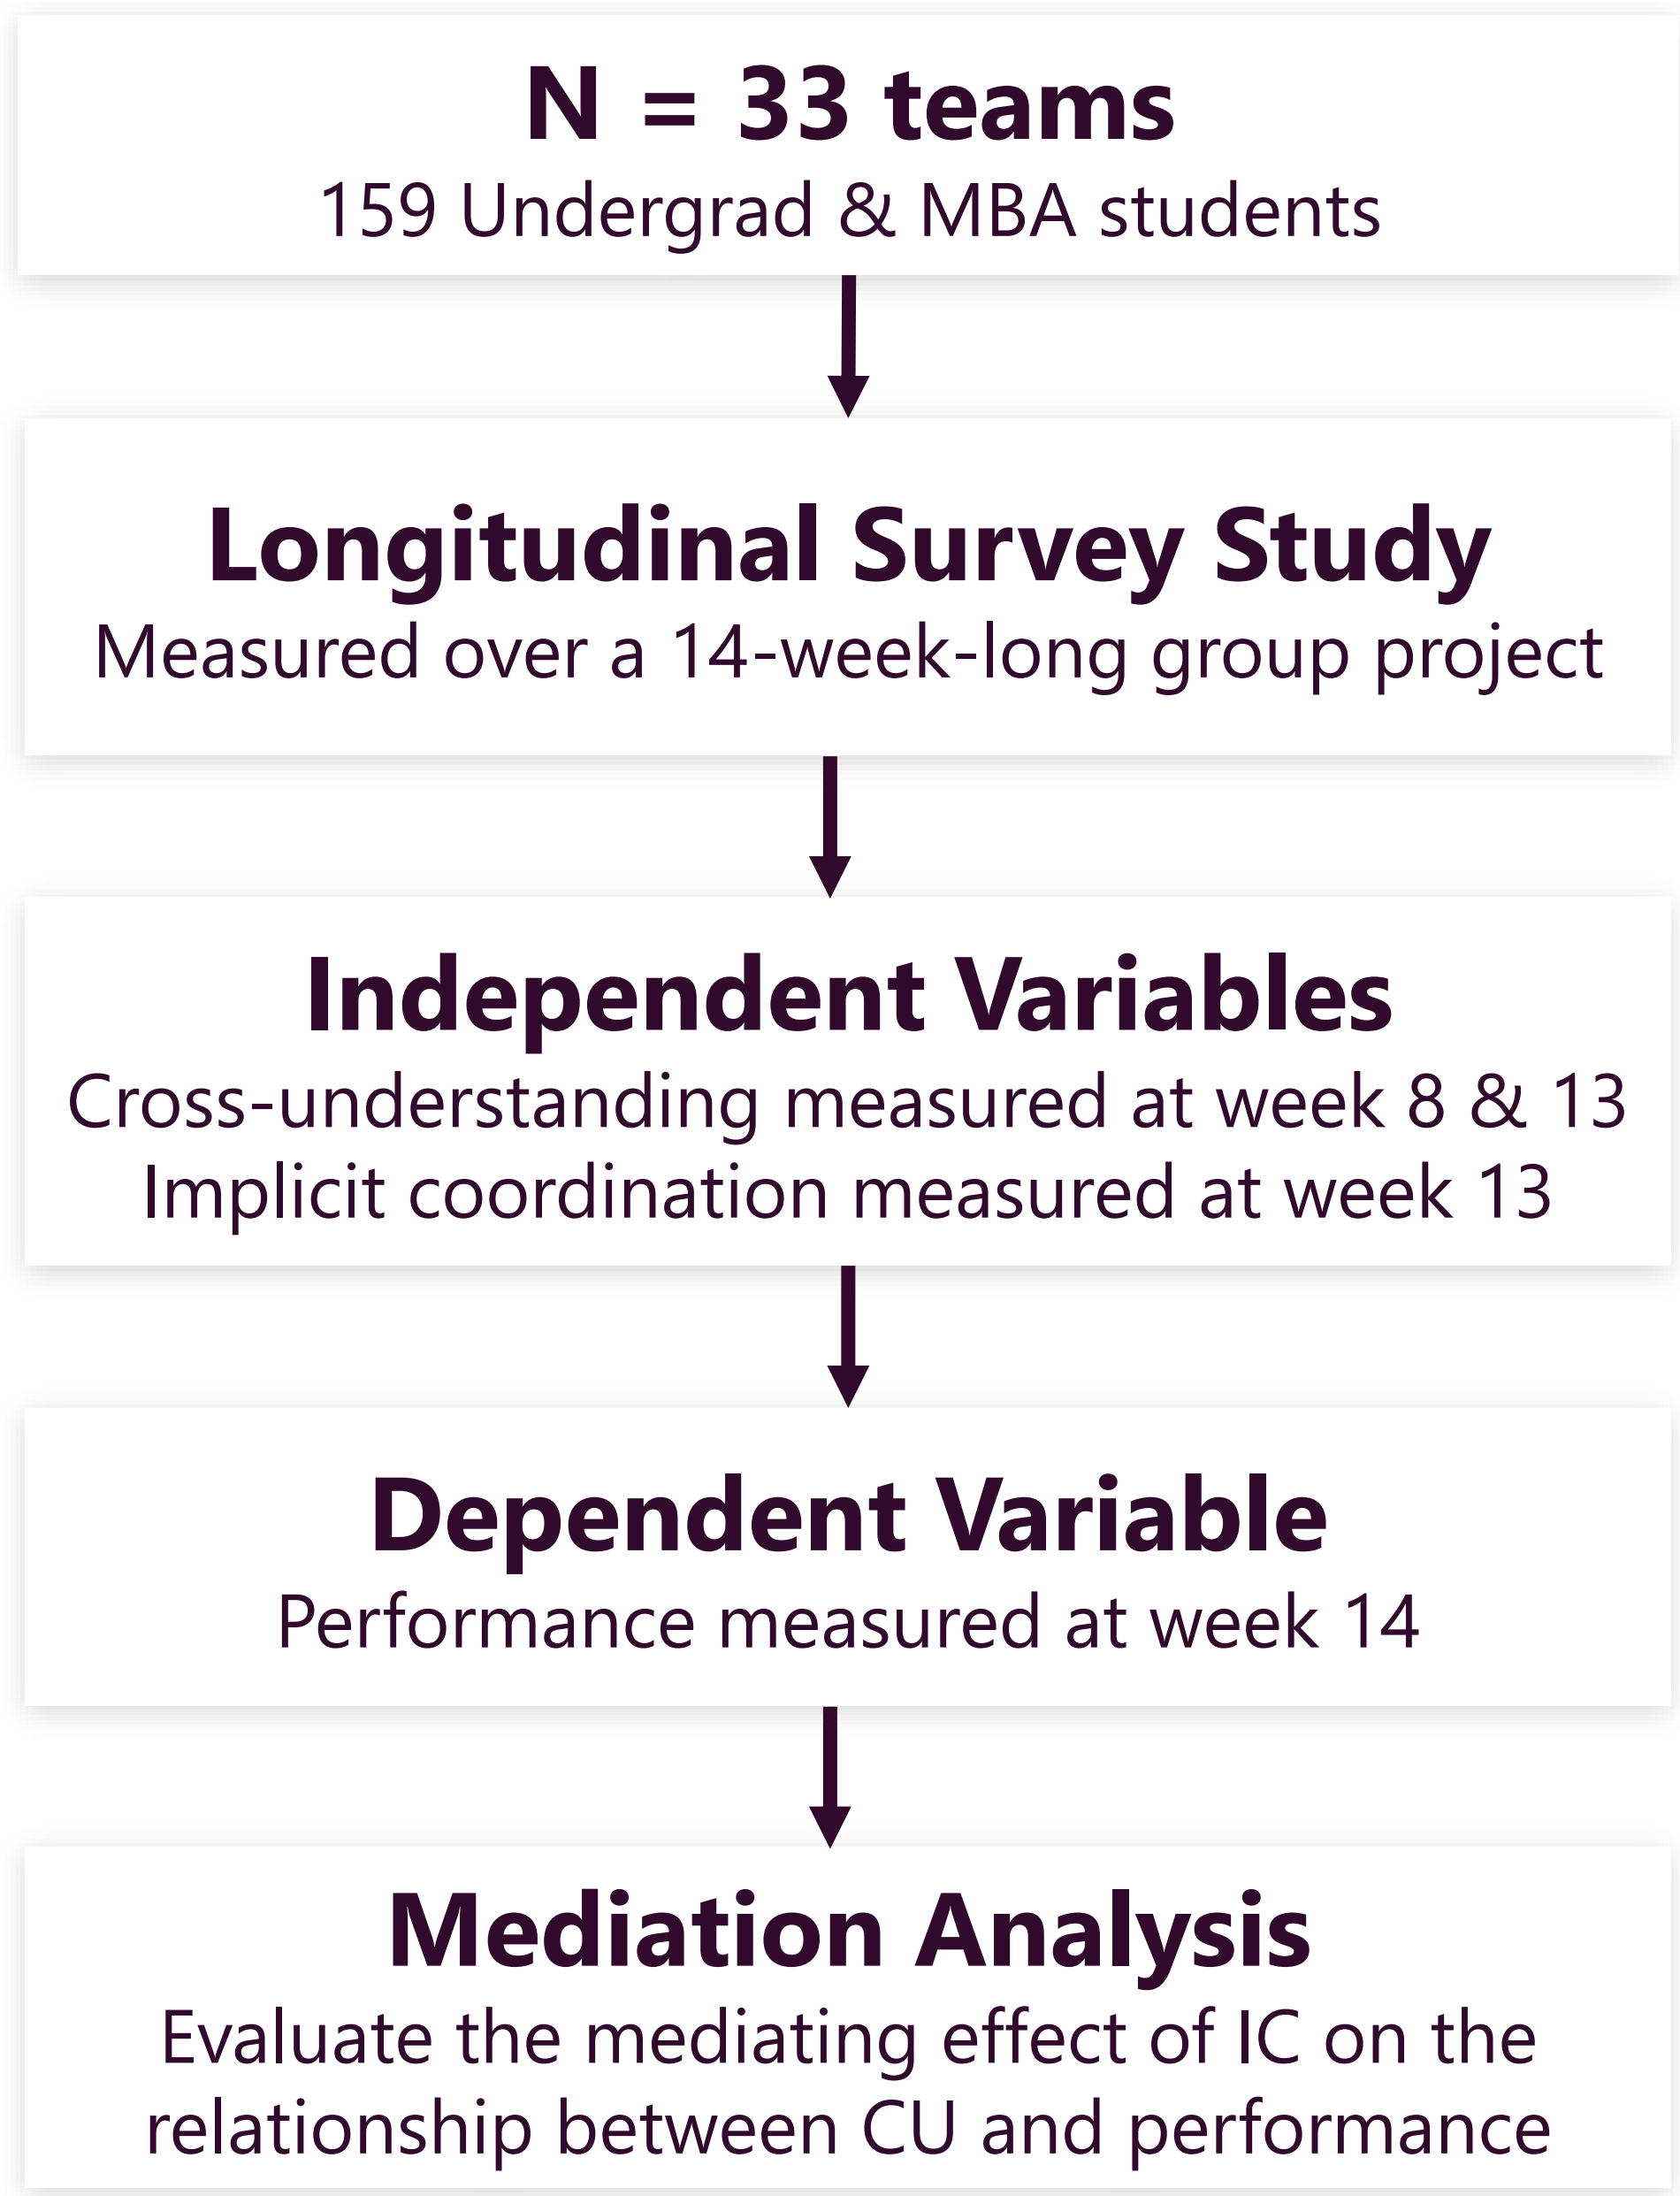 N = 33 teams
159 Undergrad & MBA students
Longitudinal Survey Study
Measured over a 14-week-long group project
Independent Variables
Cross-understanding measured at week 8 & 13
Implicit coordination measured at week 13
Dependent Variable
Performance measured at week 14
Mediation Analysis
Evaluate the mediating effect of IC on the
relationship between CU and performance